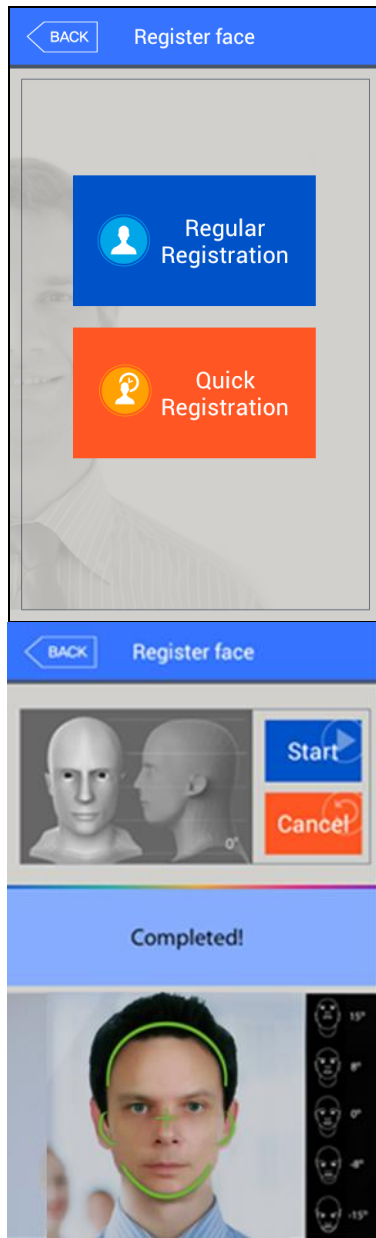 BACK
Register face
Regular
Registration
Quick
Registration
BACK
Register face
0°
Start
Cancel
Completed!
15°
8°
0°
-8°
-15°